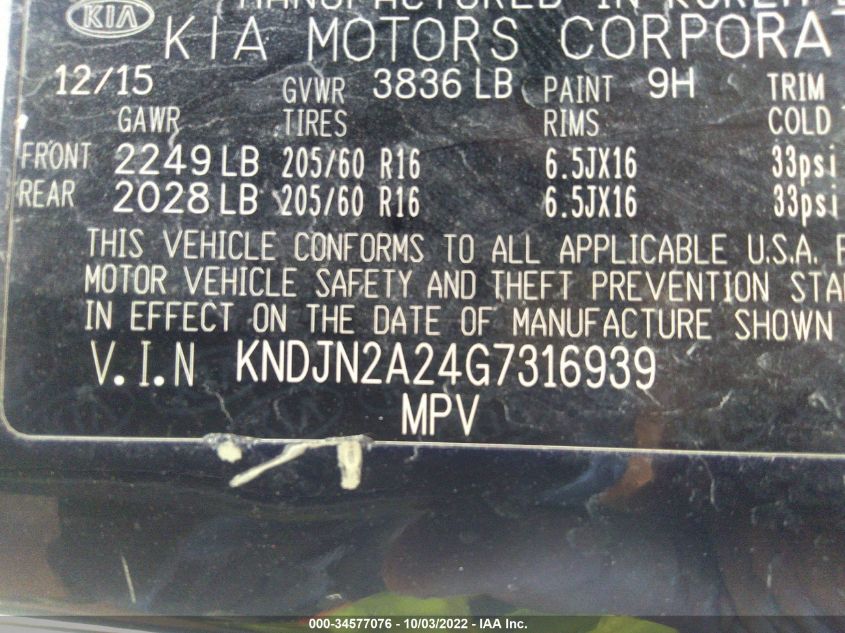 MANUFACTURED IN KOREA
KIA
KIA MOTORS CORPORA
12/15 GVWR 3836 LB PAINT 9H TRIM
GAWR TIRES RIMS COLD
FRONT 2249 LB 205/60 R16 6.5JX16 33psi
REAR 2028 LB 205/60 R16 6.5JX16 33psi
THIS VEHICLE CONFORMS TO ALL APPLICABLE U.S.A. F
MOTOR VEHICLE SAFETY AND THEFT PREVENTION STA
IN EFFECT ON THE DATE OF MANUFACTURE SHOWN
V.I.N KNDJN2A24G7316939
MPV
000-34577076 - 10/03/2022 - IAA Inc.